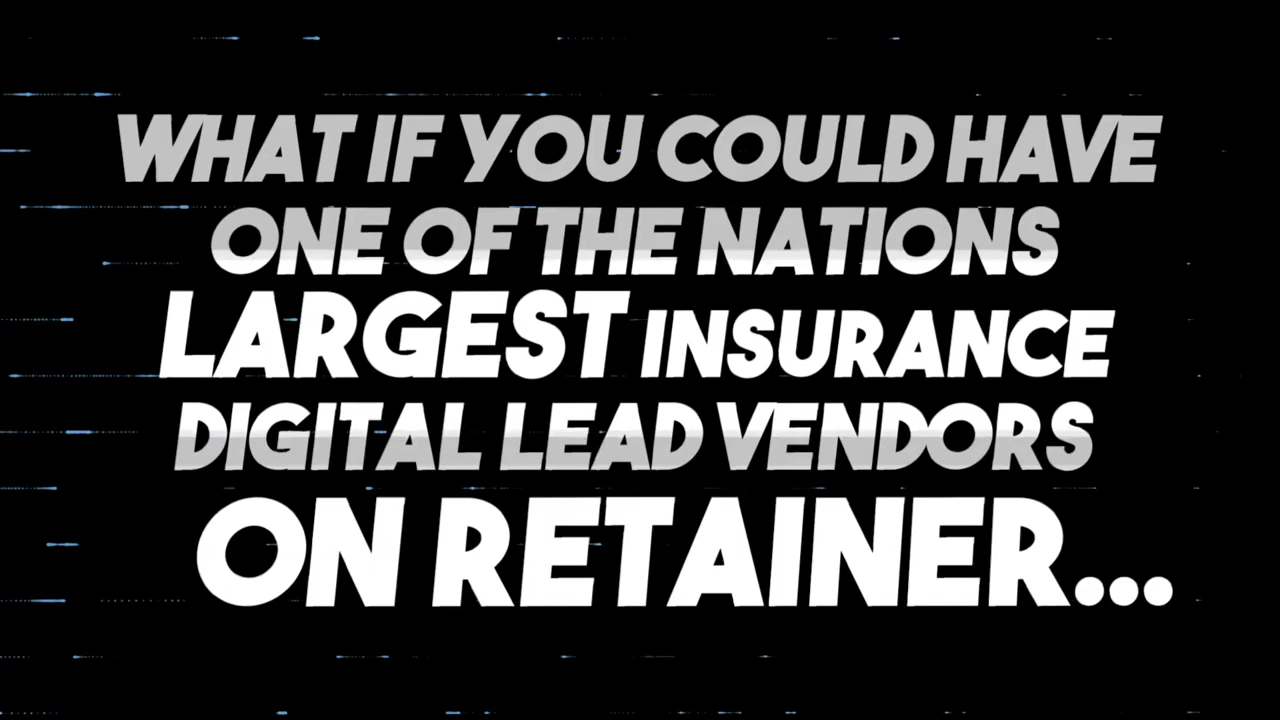 WHAT IF YOU COULD HAVE
ONE OF THE NATIONS
LARGEST INSURANCE
DIGITAL LEAD VENDORS
ON RETAINER...